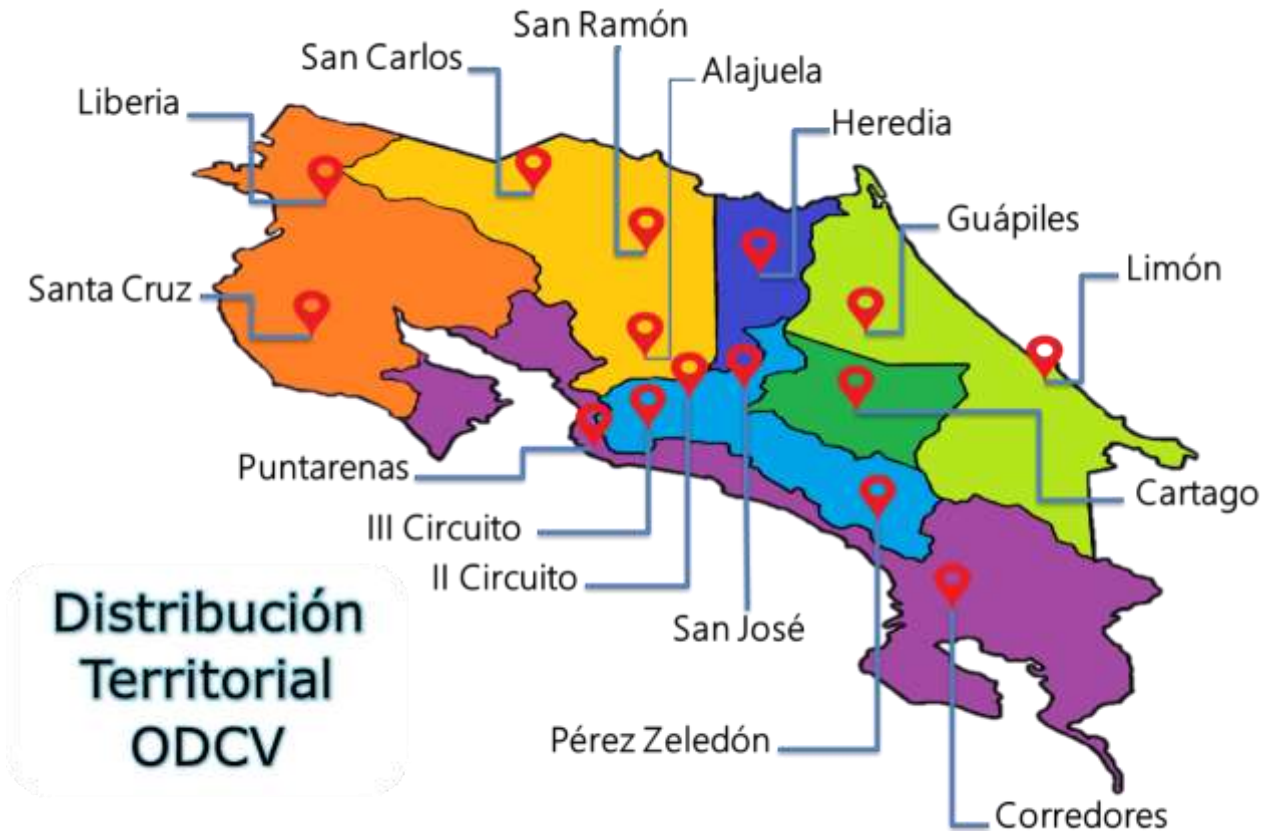 San Ramón
San Carlos
Alajuela
Liberia
Heredia
Guápiles
Limón
Santa Cruz
Puntarenas
Cartago
III Circuito
II Circuito
San José
Distribución
Territorial
ODCV
Pérez Zeledón
Corredores